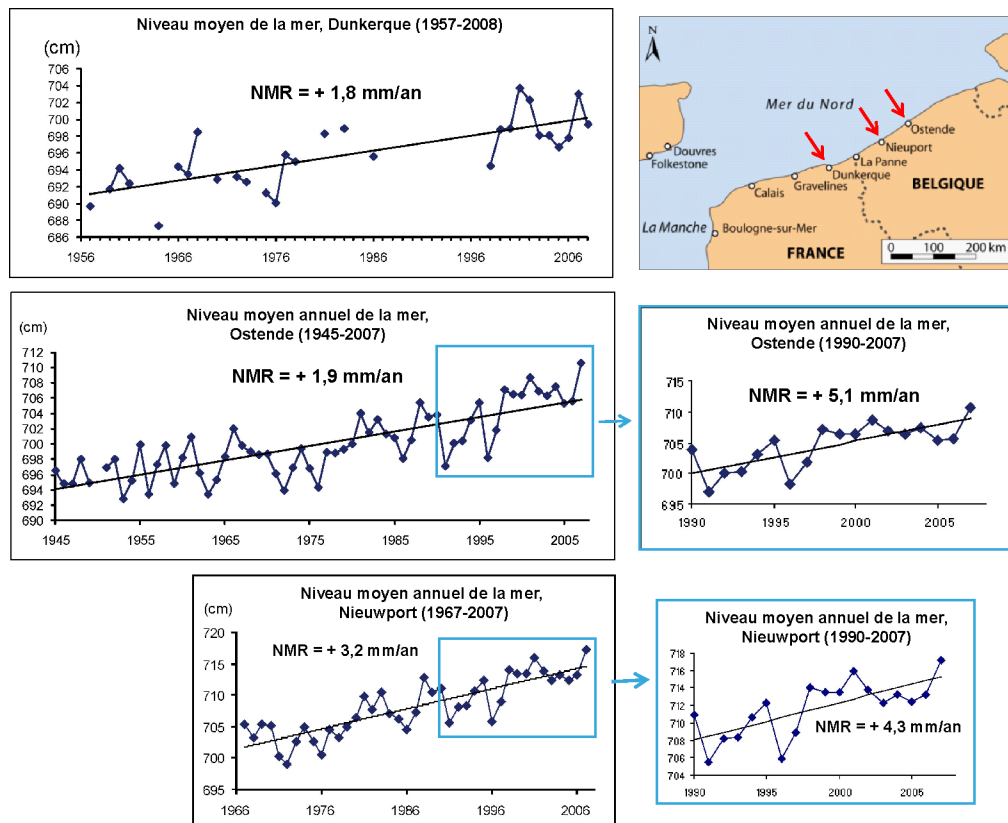 Niveau moyen de la mer, Dunkerque (1957-2008)
(cm)
NMR = + 1,8 mm/an
706
704
702
700
698
696
694
692
690
688
686
1956
1966
1976
1986
1996
2006
N
Mer du Nord
Ostende
Nieuport
La Panne
Dunkerque
Gravelines
Calais
Douvres
Folkestone
BELGIQUE
La Manche
Boulogne-sur-Mer
FRANCE
0 100 200 km
Niveau moyen annuel de la mer,
Ostende (1945-2007)
(cm)
NMR = + 1,9 mm/an
712
710
708
706
704
702
700
698
696
694
692
690
1945
1955
1965
1975
1985
1995
2005
Niveau moyen annuel de la mer,
Ostende (1990-2007)
NMR = + 5,1 mm/an
715
710
705
700
695
1990
1995
2000
2005
Niveau moyen annuel de la mer,
Nieuwport (1967-2007)
(cm)
NMR = + 3,2 mm/an
720
715
710
705
700
695
1966
1976
1986
1996
2006
Niveau moyen annuel de la mer,
Nieuwport (1990-2007)
718
716
714
712
710
708
706
704
NMR = + 4,3 mm/an
1990
1995
2000
2005